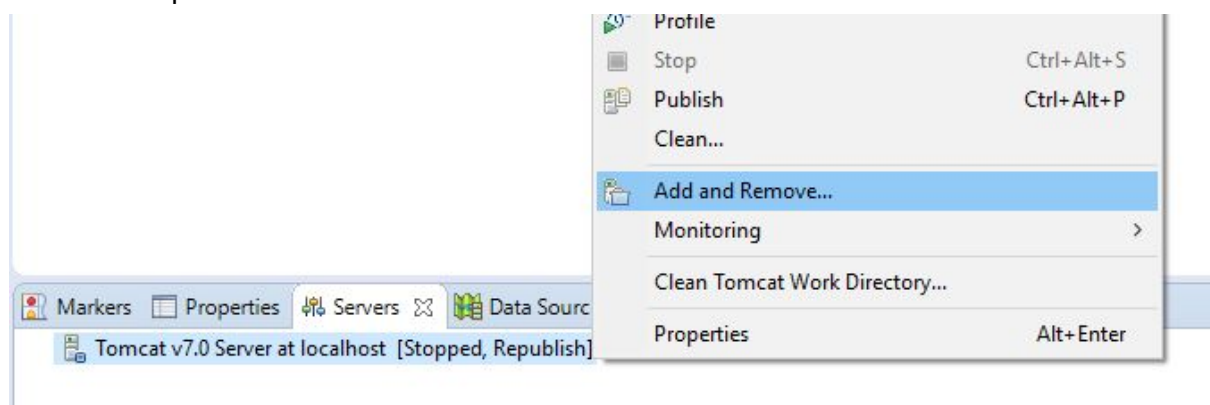 Profile
Stop Ctrl+Alt+S
Publish Ctrl+Alt+P
Clean...
Add and Remove...
Monitoring >
Clean Tomcat Work Directory...
Properties Alt+Enter
Markers Properties Servers Data Sourc
Tomcat v7.0 Server at localhost [Stopped, Republish]